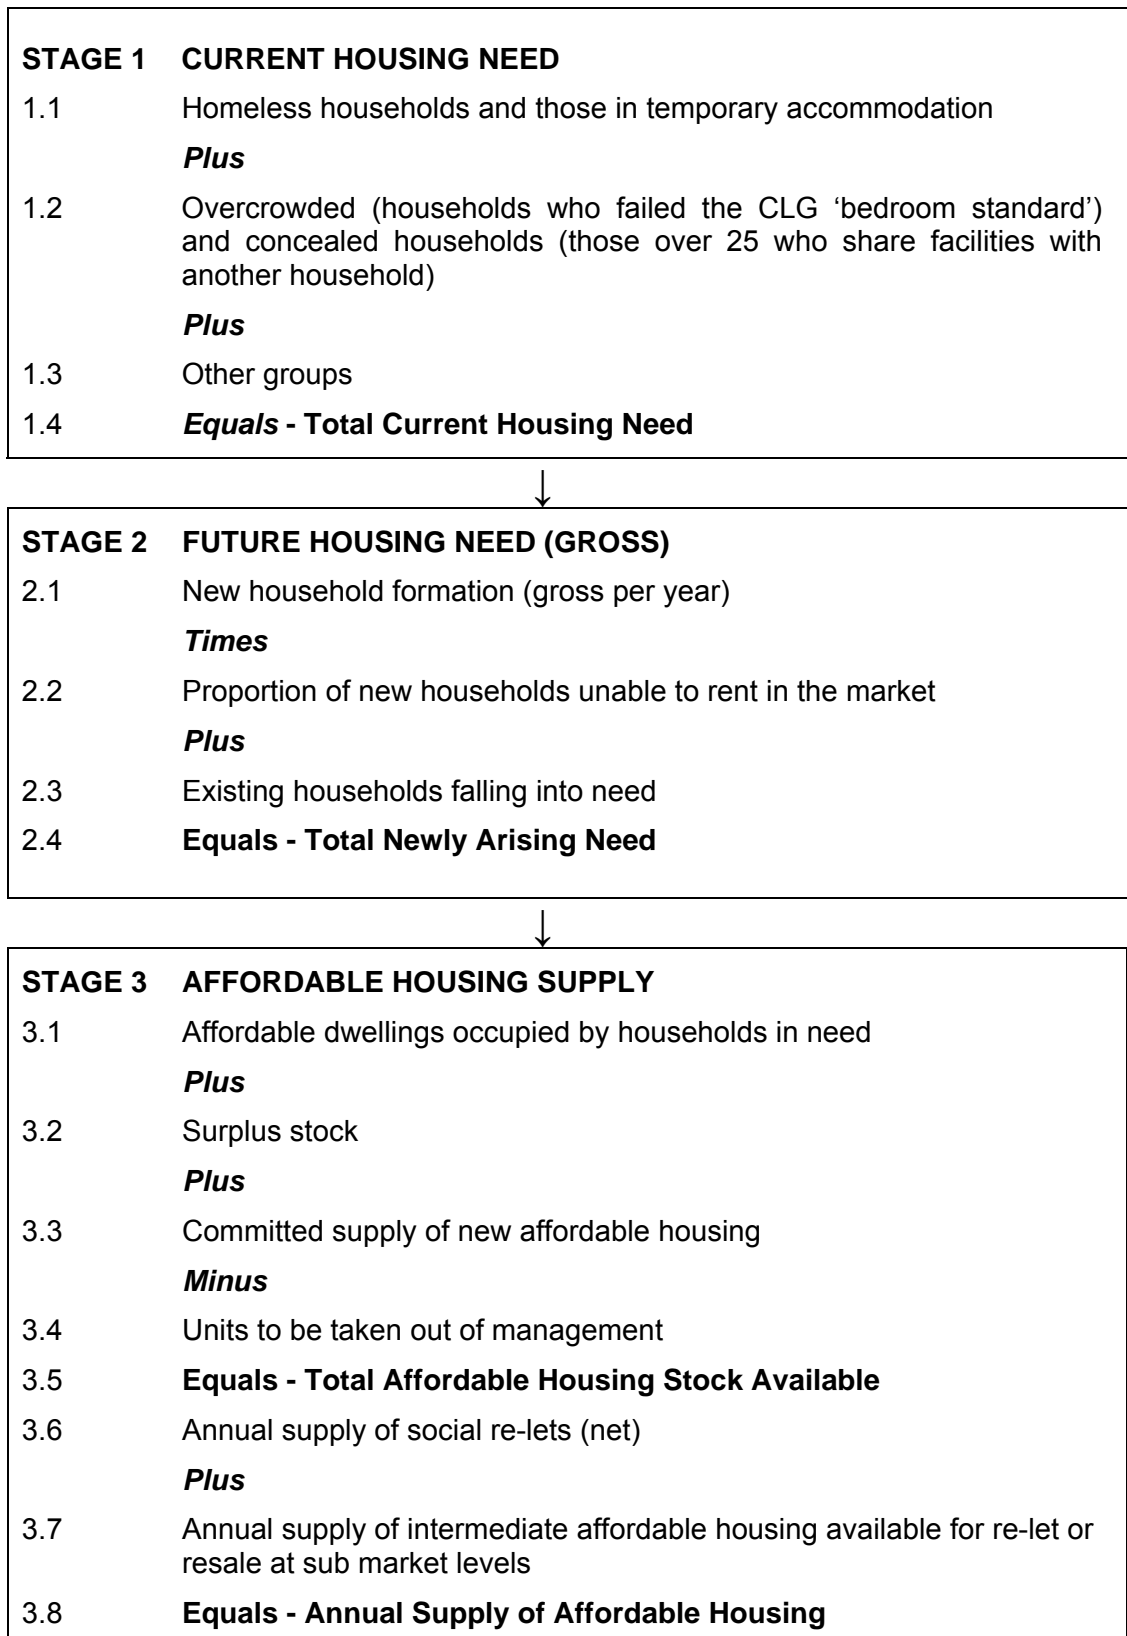 STAGE 1 CURRENT HOUSING NEED
1.1 Homeless households and those in temporary accommodation
Plus
1.2 Overcrowded (households who failed the CLG ‘bedroom standard’)
and concealed households (those over 25 who share facilities with
another household)
Plus
1.3 Other groups
1.4 Equals - Total Current Housing Need
↓
STAGE 2 FUTURE HOUSING NEED (GROSS)
2.1 New household formation (gross per year)
Times
2.2 Proportion of new households unable to rent in the market
Plus
2.3 Existing households falling into need
2.4 Equals - Total Newly Arising Need
↓
STAGE 3 AFFORDABLE HOUSING SUPPLY
3.1 Affordable dwellings occupied by households in need
Plus
3.2 Surplus stock
Plus
3.3 Committed supply of new affordable housing
Minus
3.4 Units to be taken out of management
3.5 Equals - Total Affordable Housing Stock Available
3.6 Annual supply of social re-lets (net)
Plus
3.7 Annual supply of intermediate affordable housing available for re-let or
resale at sub market levels
3.8 Equals - Annual Supply of Affordable Housing